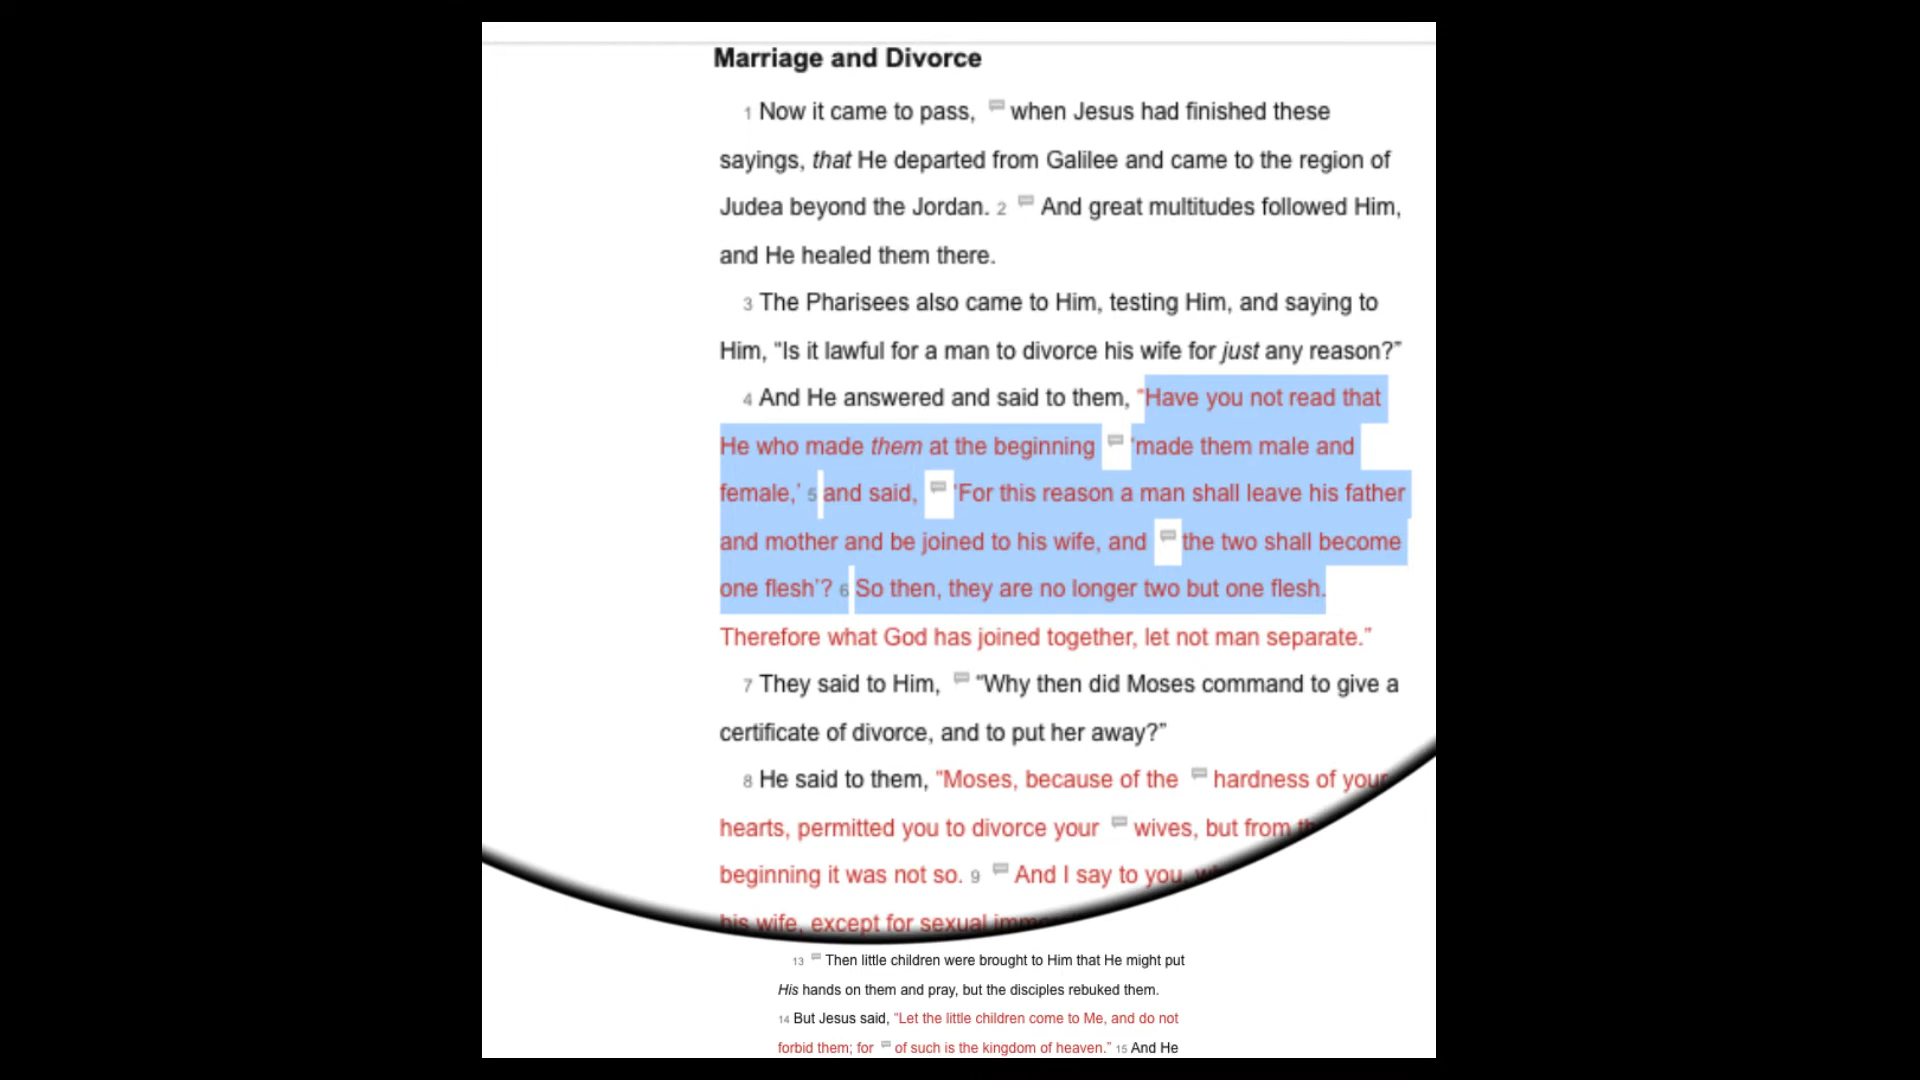 Marriage and Divorce
1 Now it came to pass, when Jesus had finished these
sayings, that He departed from Galilee and came to the region of
Judea beyond the Jordan. 2 And great multitudes followed Him,
and He healed them there.
3 The Pharisees also came to Him, testing Him, and saying to
Him, “Is it lawful for a man to divorce his wife for just any reason?”
4 And He answered and said to them, “Have you not read that
He who made them at the beginning ‘made them male and
female,’ 5 and said, ‘For this reason a man shall leave his father
and mother and be joined to his wife, and the two shall become
one flesh’? 6 So then, they are no longer two but one flesh.
Therefore what God has joined together, let not man separate.”
7 They said to Him, “Why then did Moses command to give a
certificate of divorce, and to put her away?”
8 He said to them, “Moses, because of the hardness of your
hearts, permitted you to divorce your wives, but from
beginning it was not so. 9 And I say to you,
his wife, except for sexual
13 Then little children were brought to Him that He might put
His hands on them and pray, but the disciples rebuked them.
14 But Jesus said, “Let the little children come to Me, and do not
forbid them; for of such is the kingdom of heaven.” 15 And He